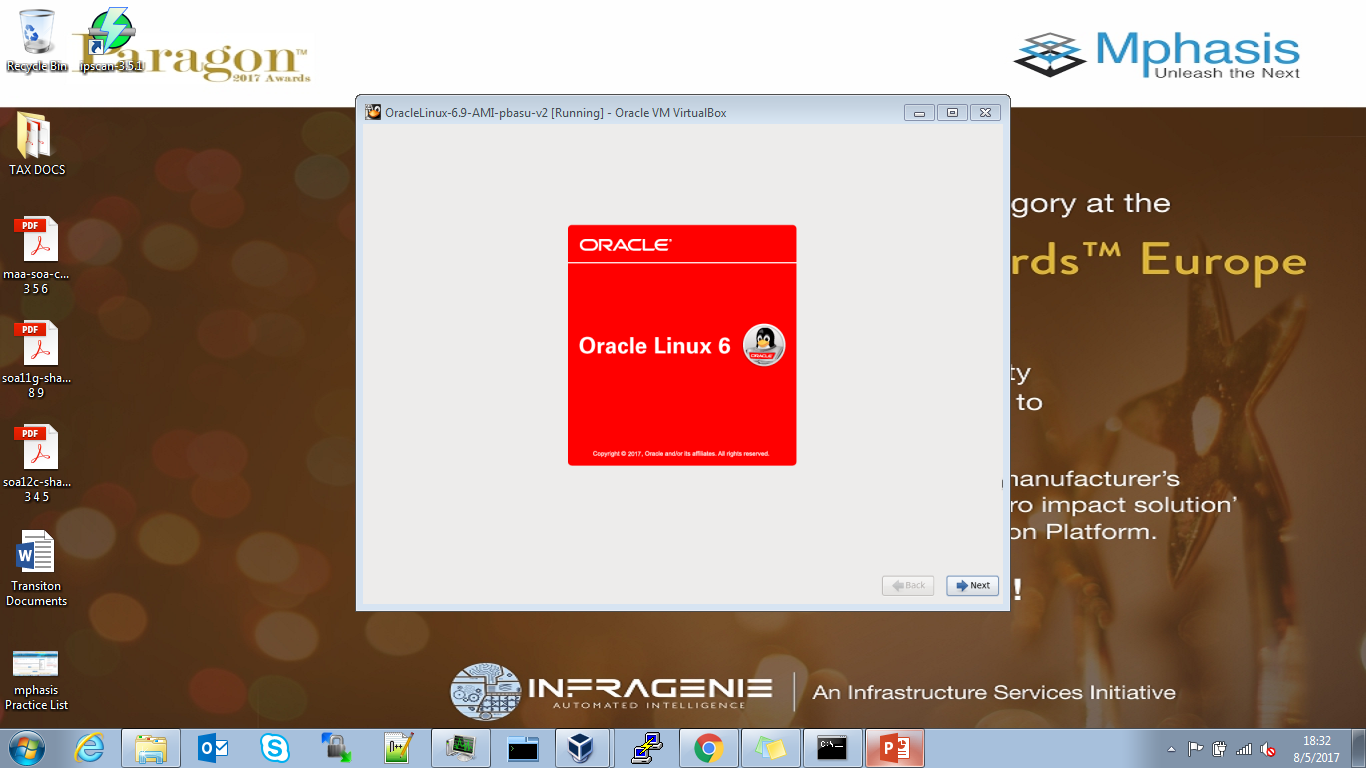 Recycle Bin
ipscan-3.5.1
Paragon™
2017 Awards
Mphasis
Unleash the Next
OracleLinux-6.9-AMI-pbasu-v2 [Running] - Oracle VM VirtualBox
TAX DOCS
PDF
maa-soa-c...
3 5 6
PDF
soa11g-sha...
8 9
PDF
soa12c-sha...
3 4 5
W
Transiton
Documents
mphasis
Practice List
ORACLE®
Oracle Linux 6
ORACLE
Copyright © 2017, Oracle and/or its affiliates. All rights reserved.
Back
Next
gory at the
rds™ Europe
ty
to
nanufacturer's
ro impact solution'
on Platform.
!
INFRAGENIE
AUTOMATED INTELLIGENCE
An Infrastructure Services Initiative
C:\_
18:32
8/5/2017